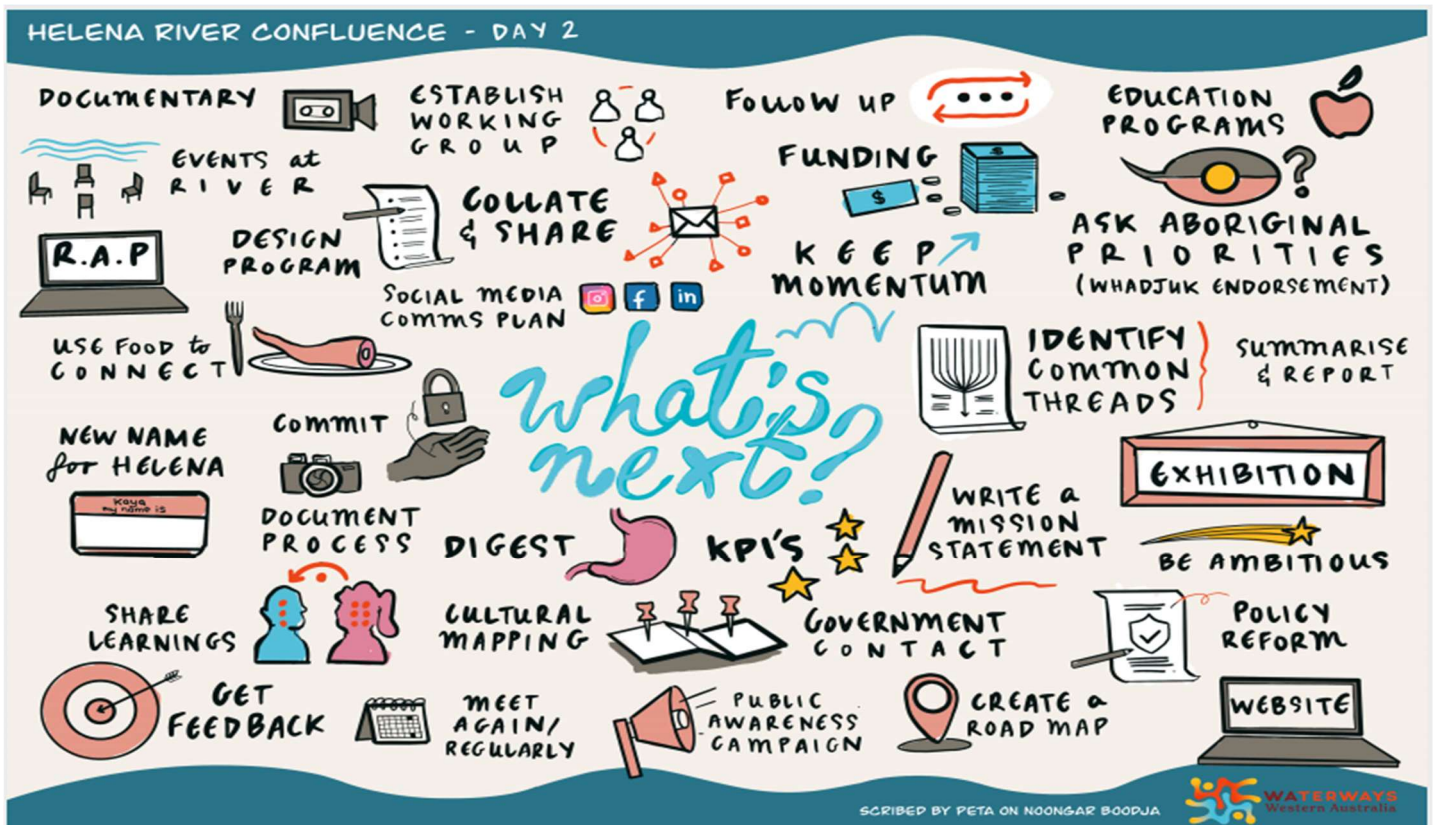 HELENA RIVER CONFLUENCE - DAY 2
DOCUMENTARY
ESTABLISH
WORKING
GROUP
FOLLOW UP
EDUCATION
PROGRAMS
EVENTS at
RIVER
FUNDING
$
$
?
R.A.P
DESIGN
PROGRAM
COLLATE
& SHARE
KEEP
MOMENTUM
ASK ABORIGINAL
PRIORITIES
(WHADJUK ENDORSEMENT)
SOCIAL MEDIA
COMMS PLAN
f
in
USE FOOD to
CONNECT
what's
next?
IDENTIFY
COMMON
THREADS
SUMMARISE
& REPORT
NEW NAME
for HELENA
Kaya
my name is
COMMIT
EXHIBITION
DOCUMENT
PROCESS
DIGEST
KPI'S
WRITE a
MISSION
STATEMENT
BE AMBITIOUS
SHARE
LEARNINGS
CULTURAL
MAPPING
GOVERNMENT
CONTACT
POLICY
REFORM
GET
FEEDBACK
MEET
AGAIN/
REGULARLY
PUBLIC
AWARENESS
CAMPAIGN
CREATE a
ROAD MAP
WEBSITE
SCRIBED BY PETA ON NOONGAR BOODJA
WATERWAYS
Western Australia